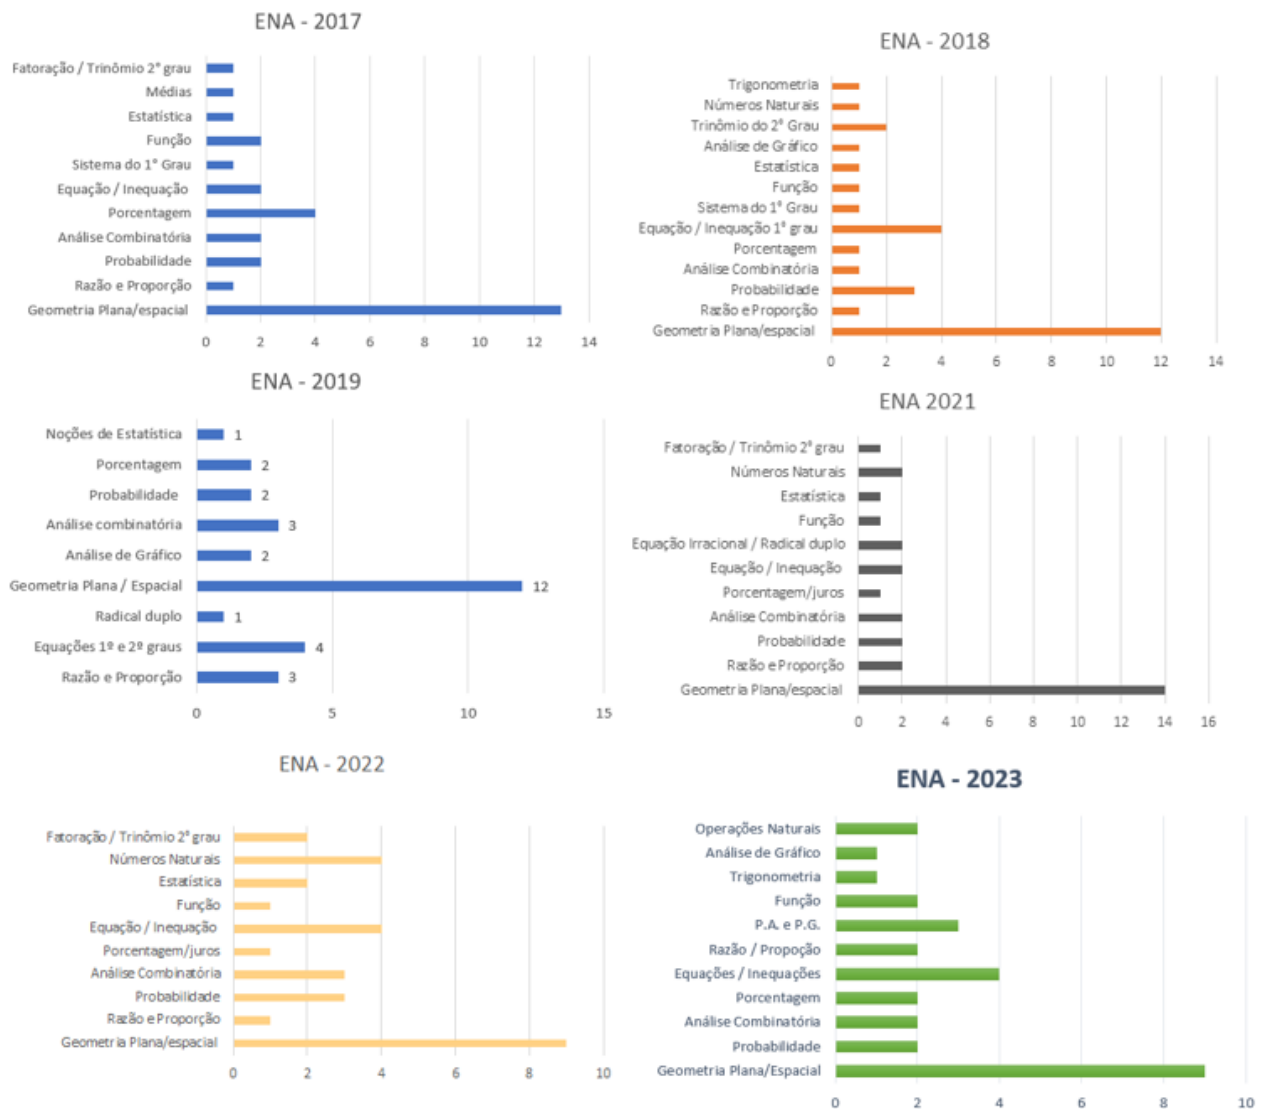 ENA - 2017
Fatoração / Trinômio 2° grau
Médias
Estatística
Função
Sistema do 1° Grau
Equação / Inequação
Porcentagem
Análise Combinatória
Probabilidade
Razão e Proporção
Geometria Plana/espacial
0 2 4 6 8 10 12 14
ENA - 2018
Trigonometria
Números Naturais
Trinômio do 2° Grau
Análise de Gráfico
Estatística
Função
Sistema do 1° Grau
Equação / Inequação 1° grau
Porcentagem
Análise Combinatória
Probabilidade
Razão e Proporção
Geometria Plana/espacial
0 2 4 6 8 10 12 14
ENA - 2019
Noções de Estatística 1
Porcentagem 2
Probabilidade 2
Análise combinatória 3
Análise de Gráfico 2
Geometria Plana / Espacial 12
Radical duplo 1
Equações 1º e 2º graus 4
Razão e Proporção 3
0 5 10 15
ENA 2021
Fatoração / Trinômio 2° grau
Números Naturais
Estatística
Função
Equação Irracional / Radical duplo
Equação / Inequação
Porcentagem/juros
Análise Combinatória
Probabilidade
Razão e Proporção
Geometria Plana/espacial
0 2 4 6 8 10 12 14 16
ENA - 2022
Fatoração / Trinômio 2° grau
Números Naturais
Estatística
Função
Equação / Inequação
Porcentagem/juros
Análise Combinatória
Probabilidade
Razão e Proporção
Geometria Plana/espacial
0 2 4 6 8 10
ENA - 2023
Operações Naturais
Análise de Gráfico
Trigonometria
Função
P.A. e P.G.
Razão / Propoção
Equações / Inequações
Porcentagem
Análise Combinatória
Probabilidade
Geometria Plana/Espacial
0 2 4 6 8 10